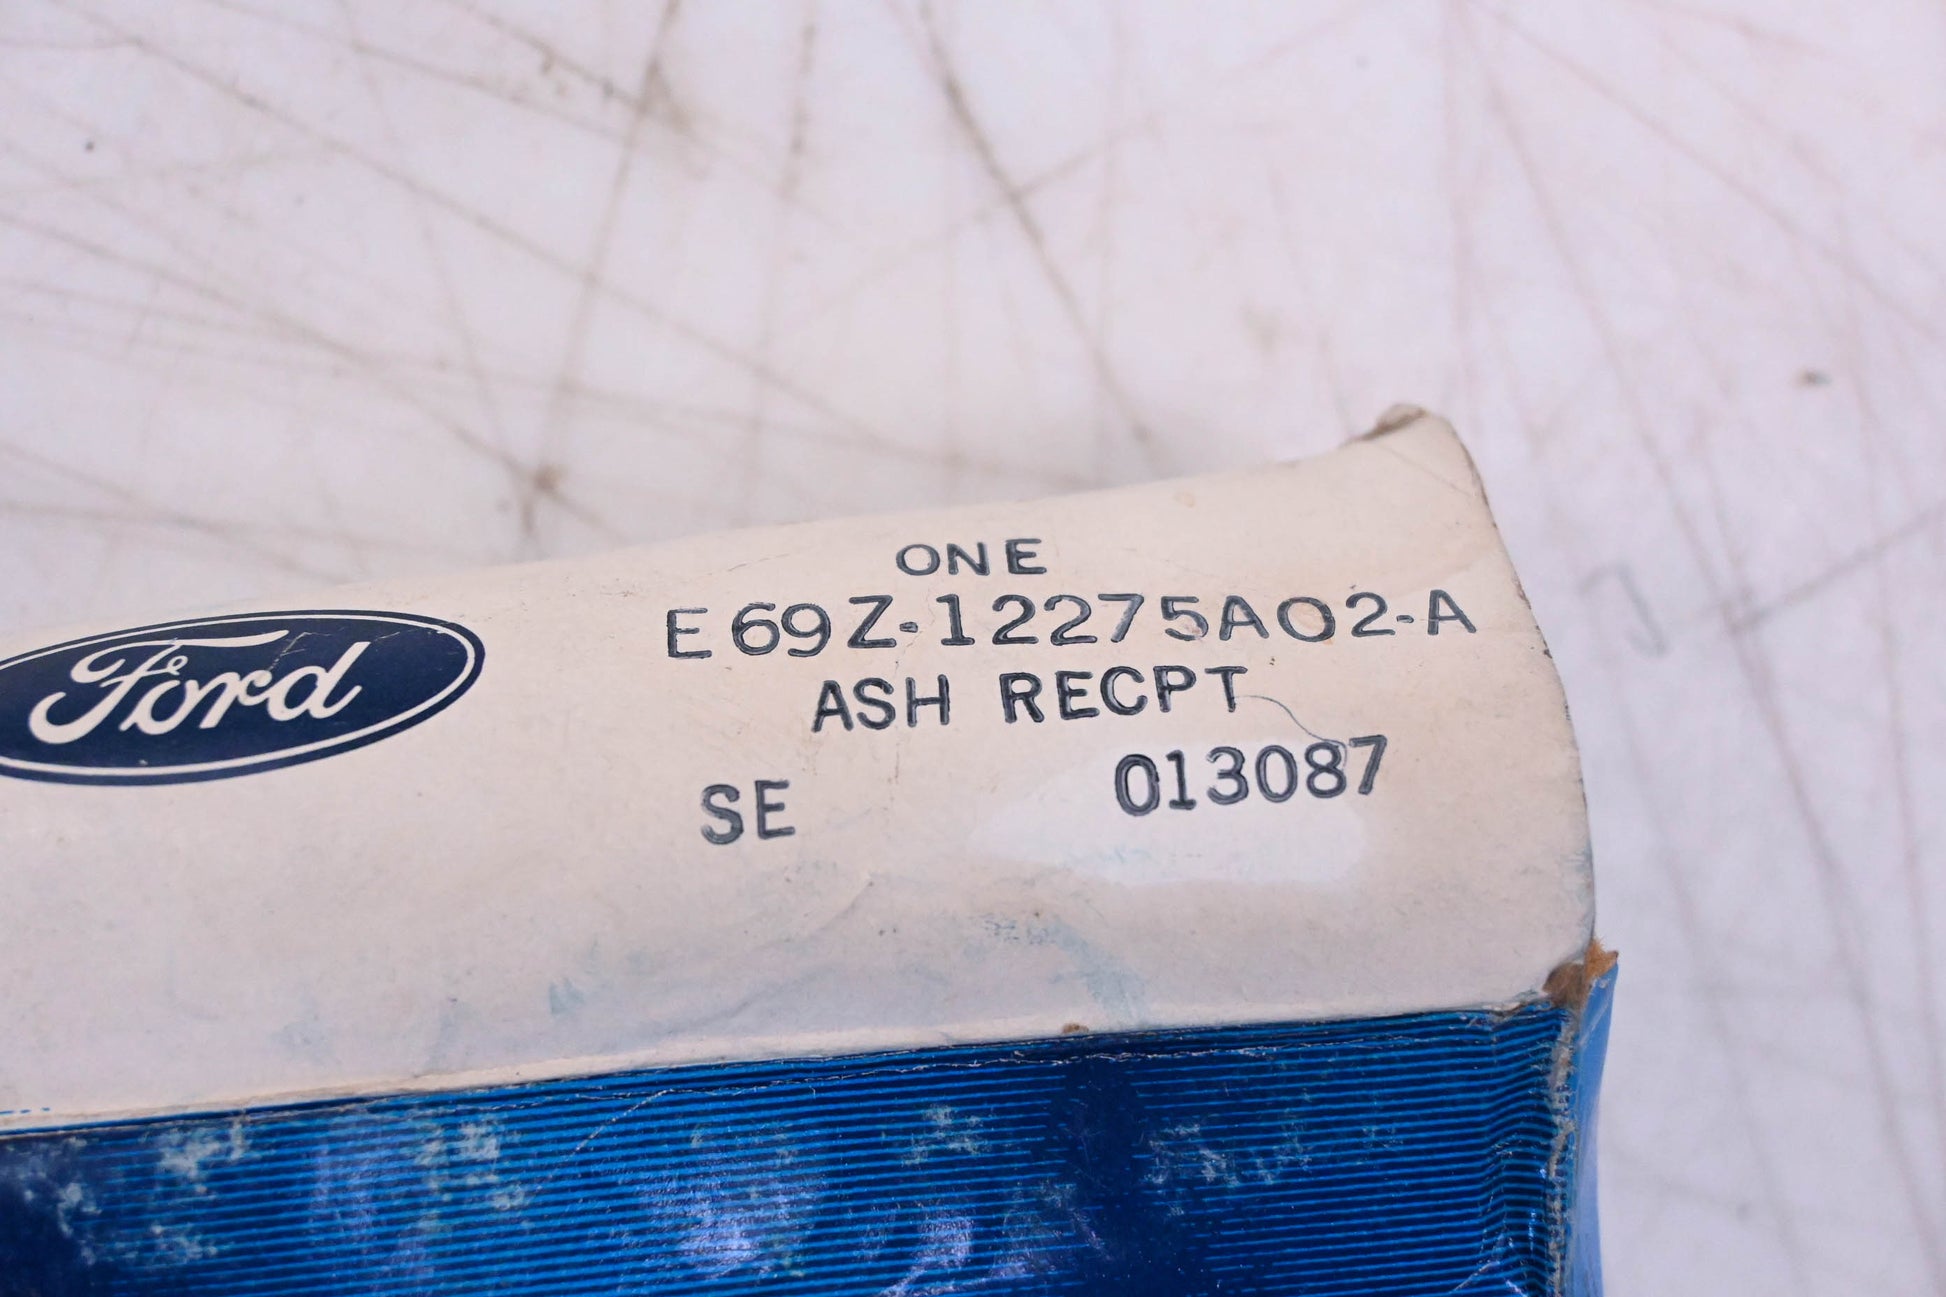 Ford
ONE
E69Z-12275A02-A
ASH RECPT
SE 013087